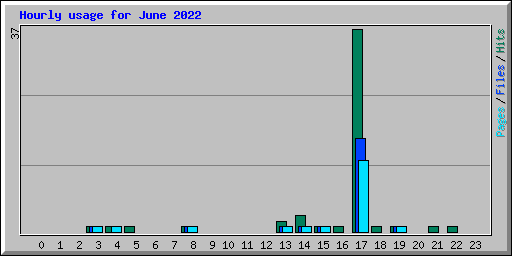 Hourly usage for June 2022
37
Pages/Files/Hits
0 1 2 3 4 5 6 7 8 9 10 11 12 13 14 15 16 17 18 19 20 21 22 23